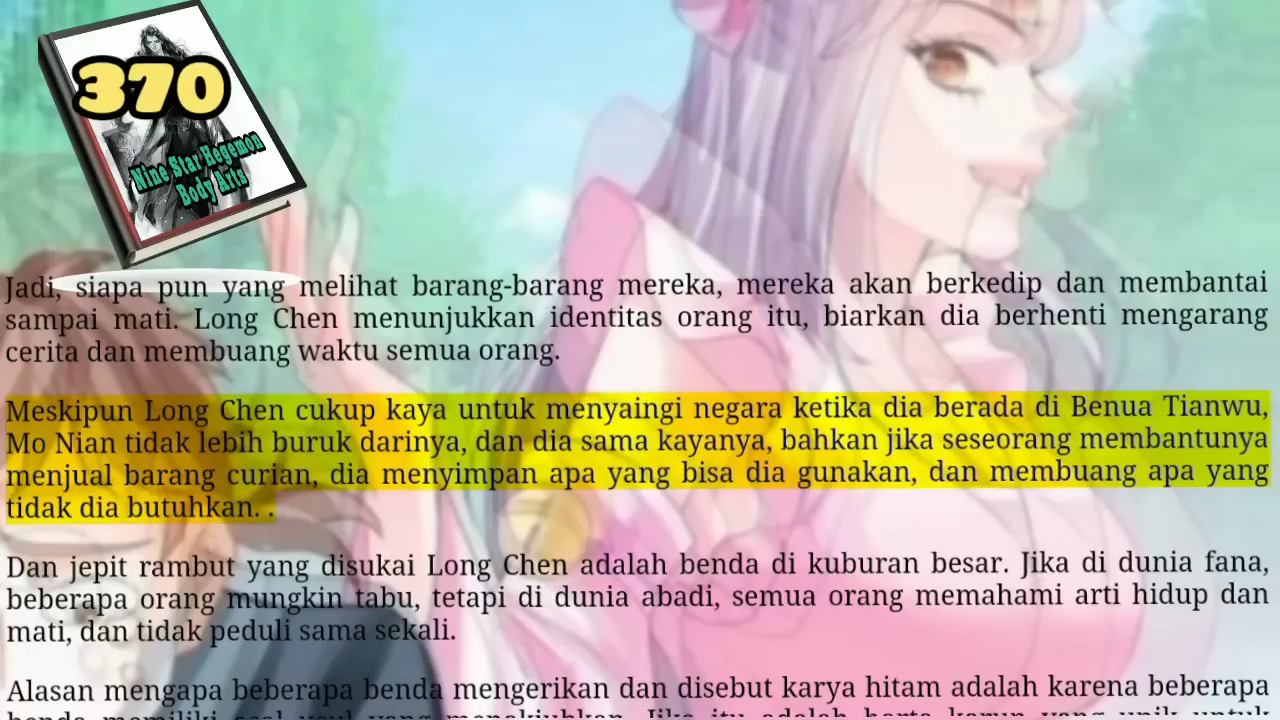 370
Nine Star Hegemon
Body Arts
Jadi, siapa pun yang melihat barang-barang mereka, mereka akan berkedip dan membantai
sampai mati. Long Chen menunjukkan identitas orang itu, biarkan dia berhenti mengarang
cerita dan membuang waktu semua orang.
Meskipun Long Chen cukup kaya untuk menyaingi negara ketika dia berada di Benua Tianwu,
Mo Nian tidak lebih buruk darinya, dan dia sama kayanya, bahkan jika seseorang membantunya
menjual barang curian, dia menyimpan apa yang bisa dia gunakan, dan membuang apa yang
tidak dia butuhkan. .
Dan jepit rambut yang disukai Long Chen adalah benda di kuburan besar. Jika di dunia fana,
beberapa orang mungkin tabu, tetapi di dunia abadi, semua orang memahami arti hidup dan
mati, dan tidak peduli sama sekali.
Alasan mengapa beberapa benda mengerikan dan disebut karya hitam adalah karena beberapa